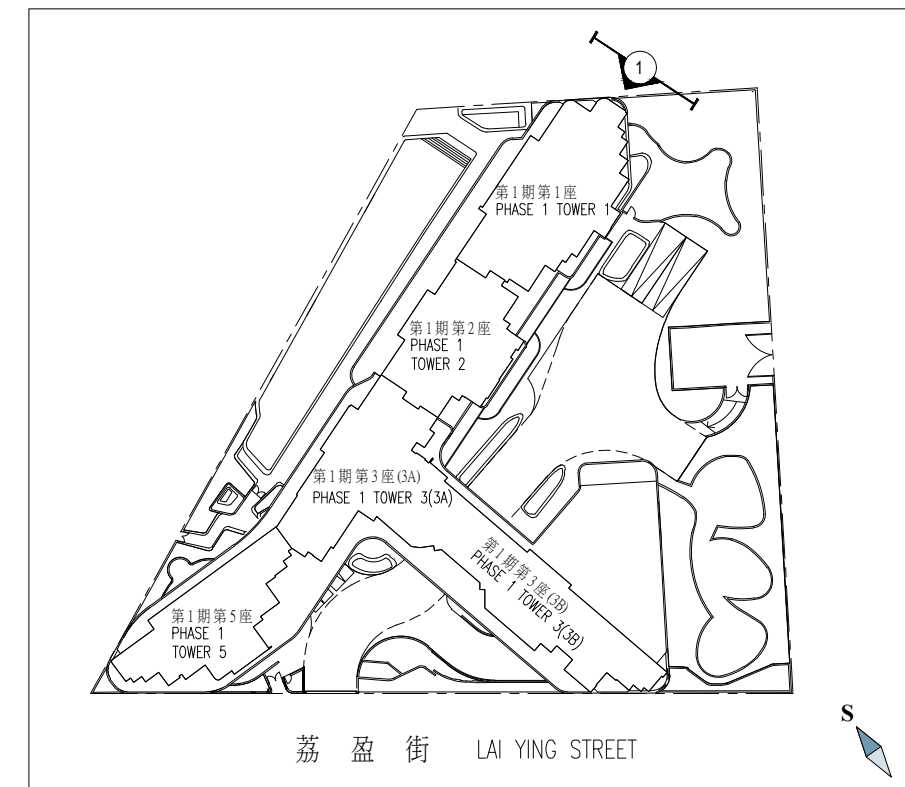 1
第1期第1座
PHASE 1 TOWER 1
第1期第2座
PHASE 1
TOWER 2
第1期第3座(3A)
PHASE 1 TOWER 3(3A)
第1期第3座(3B)
PHASE 1 TOWER 3(3B)
第1期第5座
PHASE 1
TOWER 5
荔盈街 LAI YING STREET
S